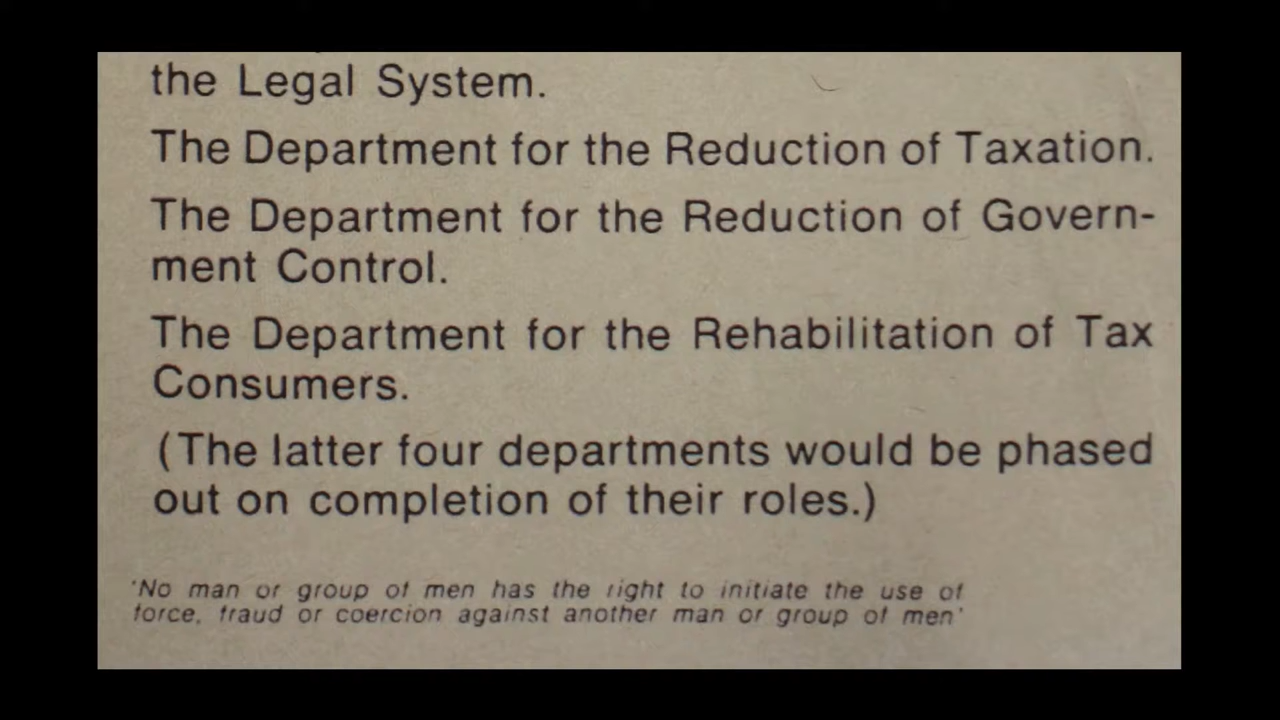 the Legal System.
The Department for the Reduction of Taxation.
The Department for the Reduction of Govern-
ment Control.
The Department for the Rehabilitation of Tax
Consumers.
(The latter four departments would be phased
out on completion of their roles.)
'No man or group of men has the right to initiate the use of
force, fraud or coercion against another man or group of men'